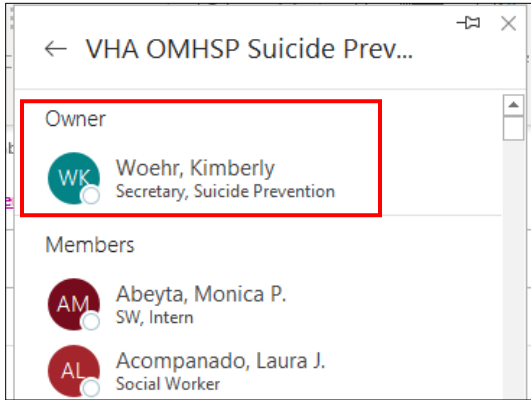 ← VHA OMHSP Suicide Prev...
Owner
WK
Woehr, Kimberly
Secretary, Suicide Prevention
Members
AM
Abeyta, Monica P.
SW, Intern
AL
Acompanado, Laura J.
Social Worker